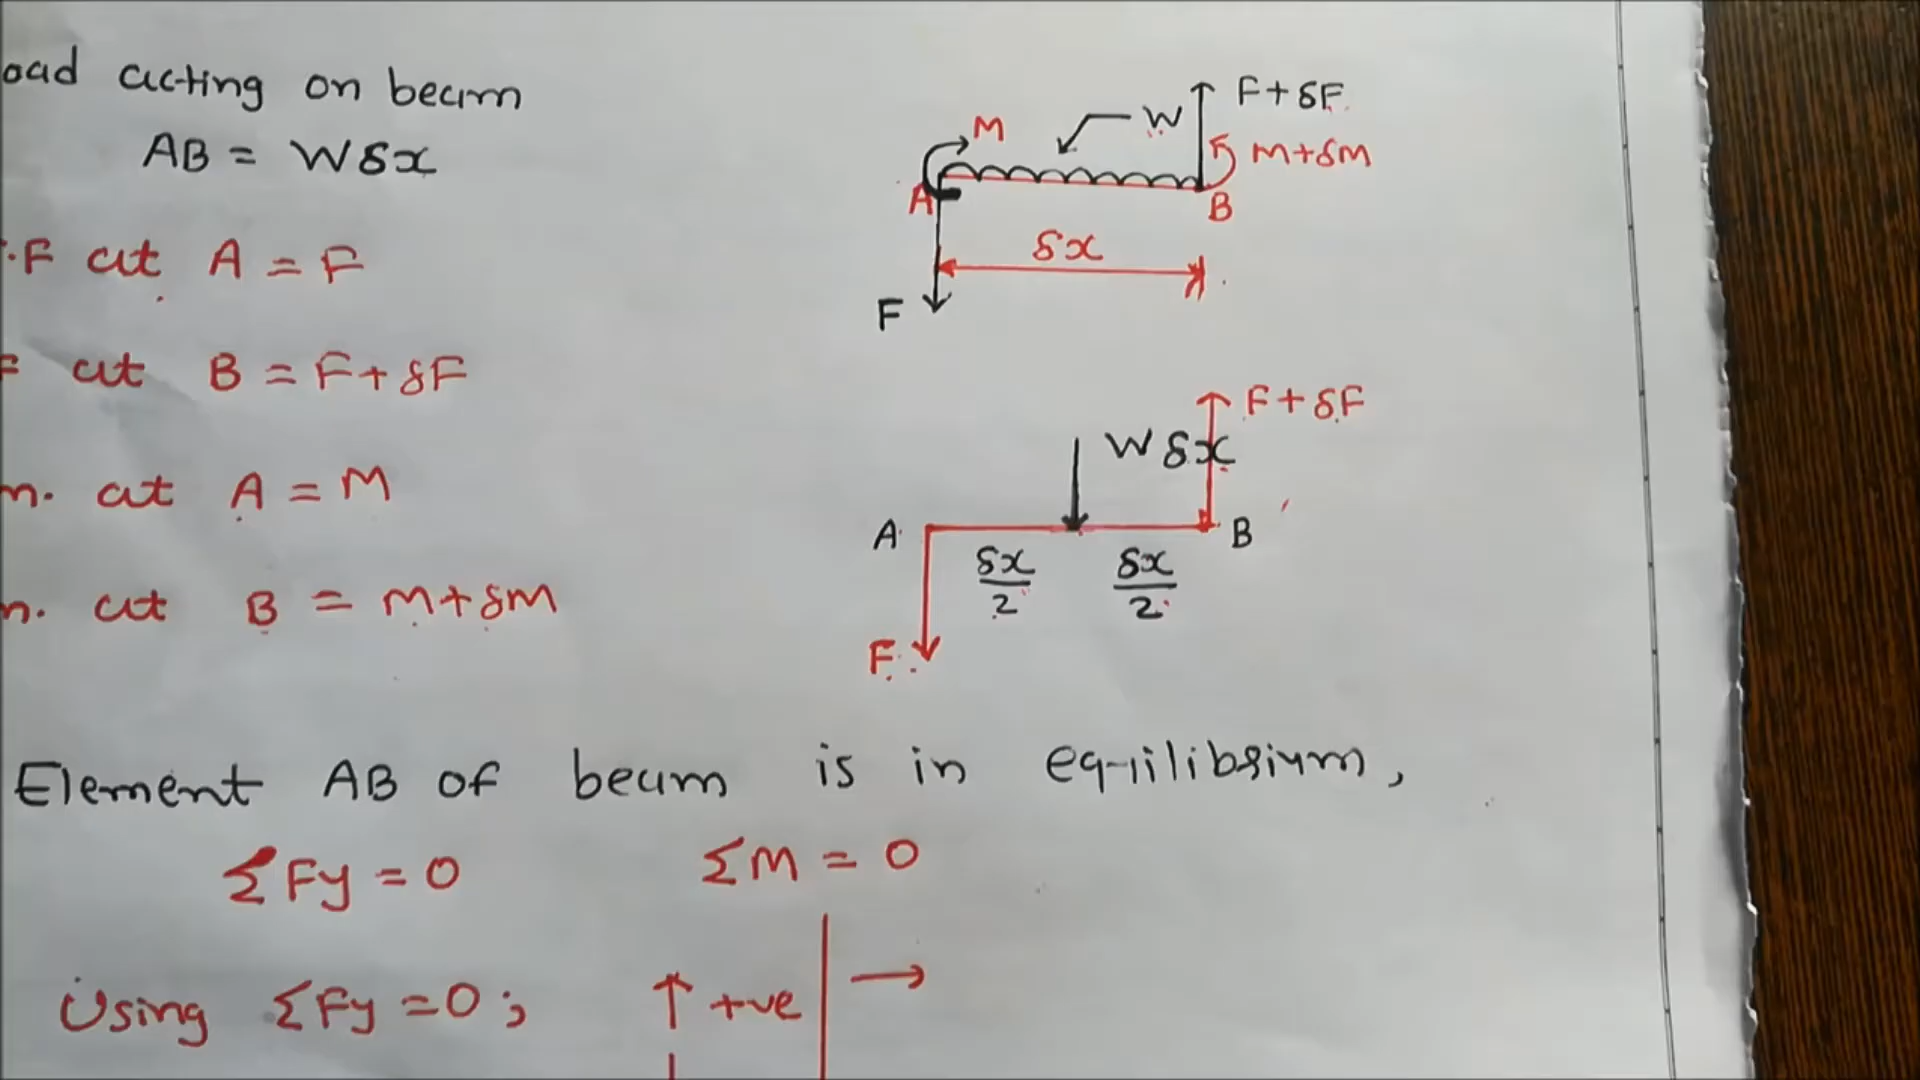 oad acting on beam
AB = Wδx
.F at A = F
F at B = F+δF
m. at A = M
m. at B = M+δM
M
W
F+δF
M+δM
A
B
δx
F
F+δF
Wδx
A
B
δx/2
δx/2
F
Element AB of beam is in equilibrium,
ΣFy = 0 ΣM = 0
Using ΣFy = 0 ; ↑ +ve →